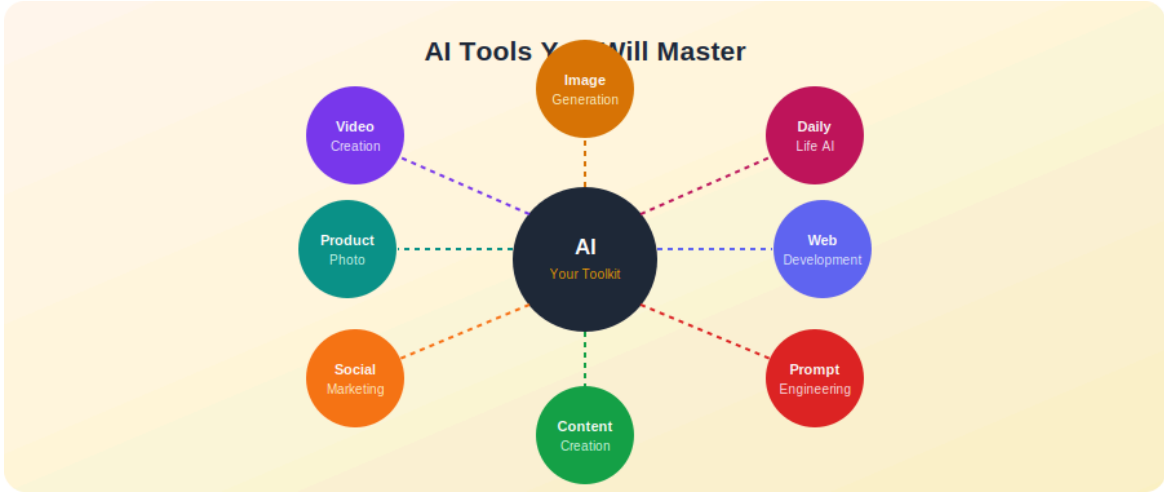 AI Tools Y Will Master
Image
Generation
Video
Creation
Daily
Life AI
Product
Photo
AI
Your Toolkit
Web
Development
Social
Marketing
Prompt
Engineering
Content
Creation